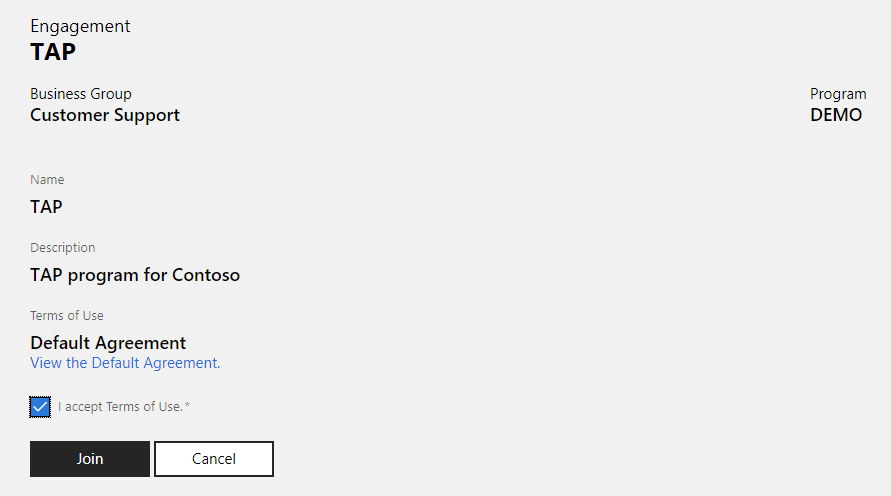 Engagement
TAP
Business Group
Program
Customer Support
DEMO
Name
TAP
Description
TAP program for Contoso
Terms of Use
Default Agreement
View the Default Agreement.
I accept Terms of Use.*
Join
Cancel